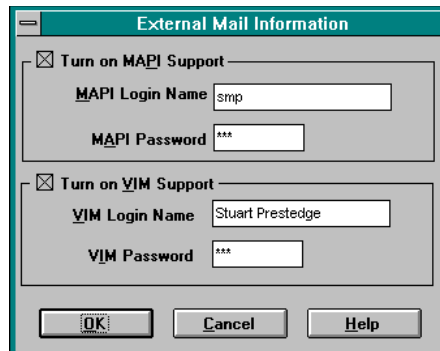 External Mail Information
Turn on MAPI Support
MAPI Login Name smp
MAPI Password ***
Turn on VIM Support
VIM Login Name Stuart Prestedge
VIM Password ***
OK Cancel Help